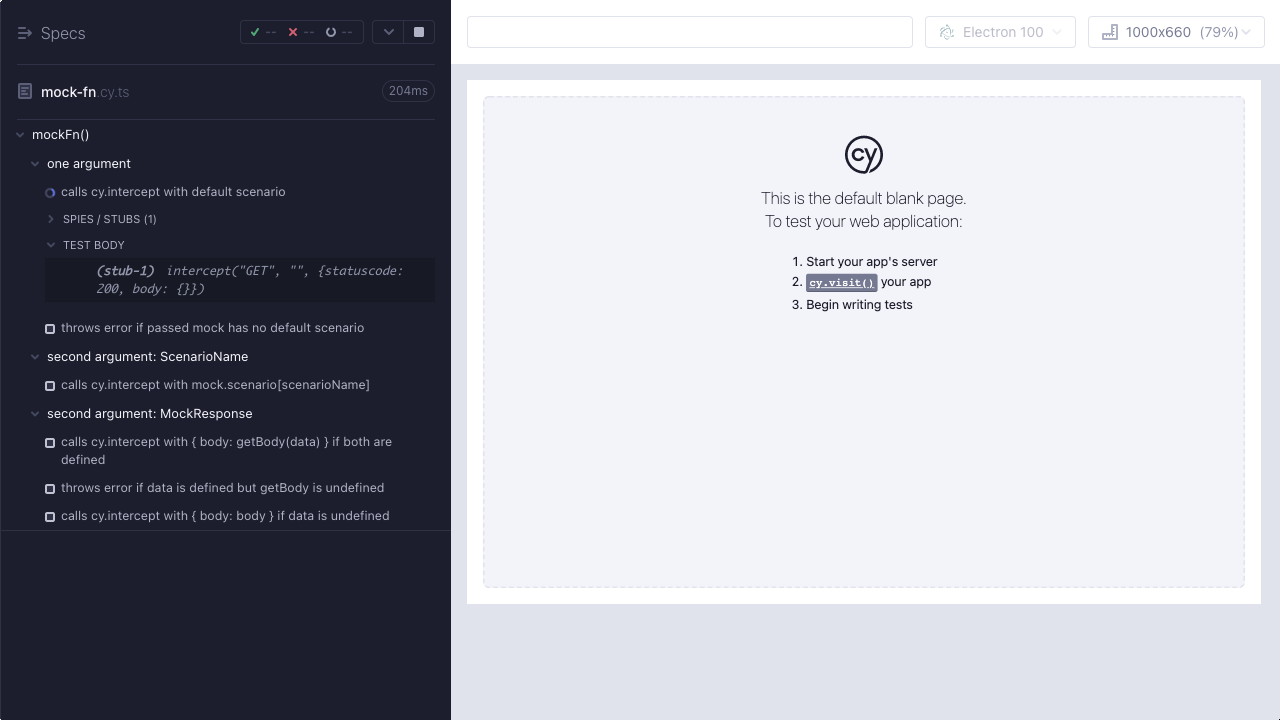 Specs
-- -- --
mock-fn.cy.ts
204ms
mockFn()
one argument
calls cy.intercept with default scenario
SPIES / STUBS (1)
TEST BODY
(stub-1) intercept("GET", "", {statuscode:
200, body: {}})
throws error if passed mock has no default scenario
second argument: ScenarioName
calls cy.intercept with mock.scenario[scenarioName]
second argument: MockResponse
calls cy.intercept with { body: getBody(data) } if both are
defined
throws error if data is defined but getBody is undefined
calls cy.intercept with { body: body } if data is undefined
Electron 100
1000x660 (79%)
cy
This is the default blank page.
To test your web application:
1. Start your app's server
2. cy.visit() your app
3. Begin writing tests